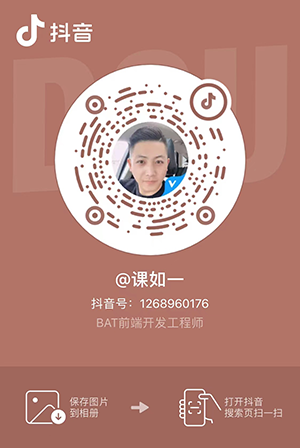 抖音
DOU
@课如一
抖音号：1268960176
BAT前端开发工程师
保存图片
到相册
打开抖音
搜索页扫一扫